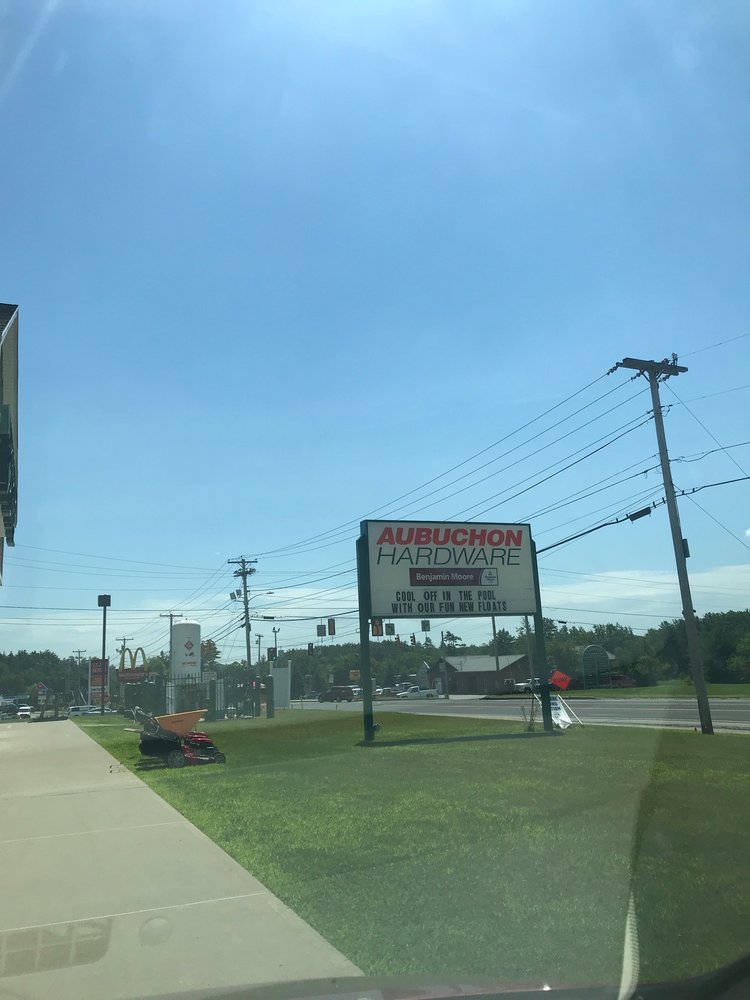 AUBUCHON
HARDWARE
Benjamin Moore
COOL OFF IN THE POOL
WITH OUR FUN NEW FLOATS